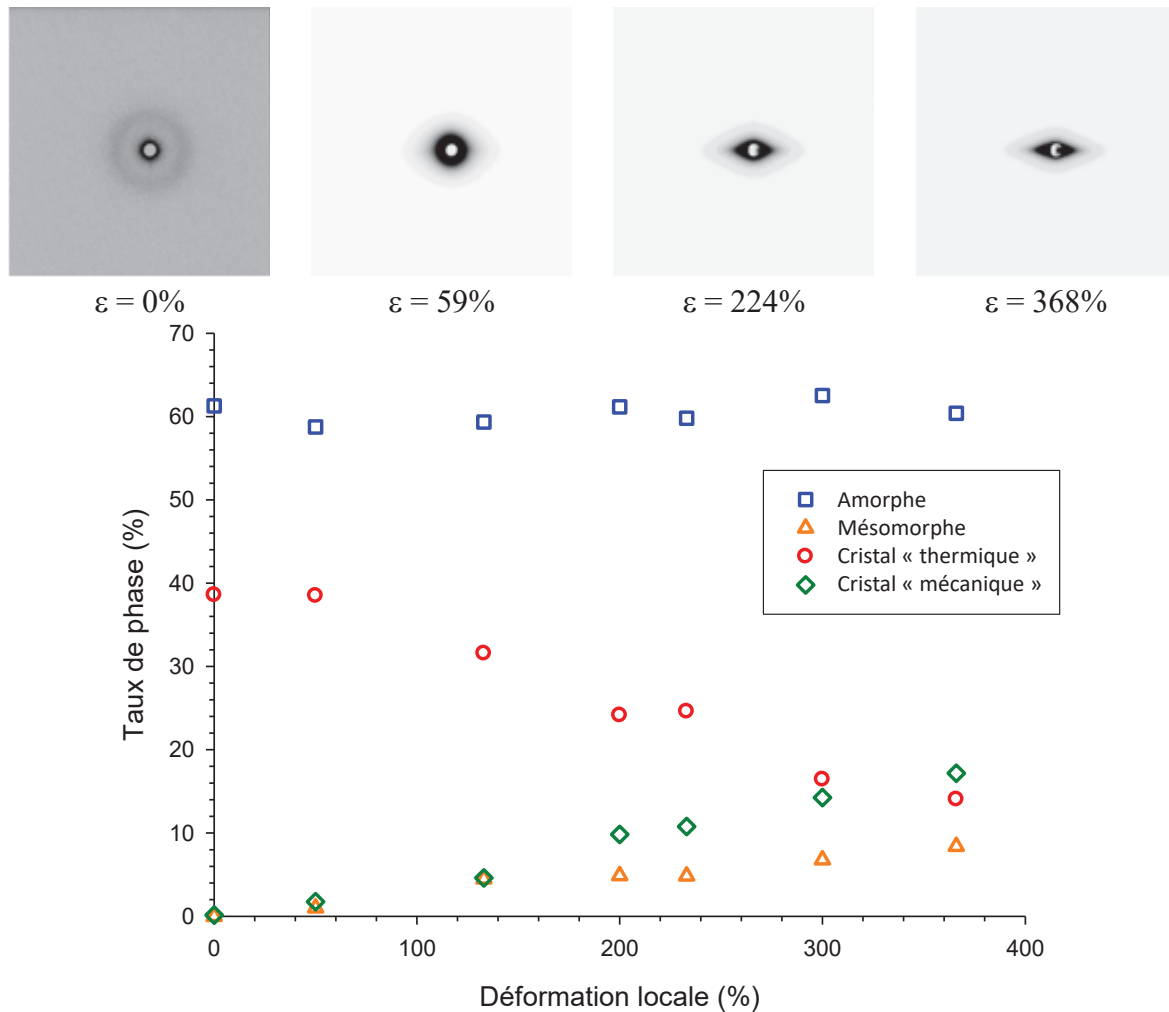 ε = 0% ε = 59% ε = 224% ε = 368%
70
60
50
40
30
20
10
0
Taux de phase (%)
Amorphe
Mésomorphe
Cristal « thermique »
Cristal « mécanique »
0 100 200 300 400
Déformation locale (%)